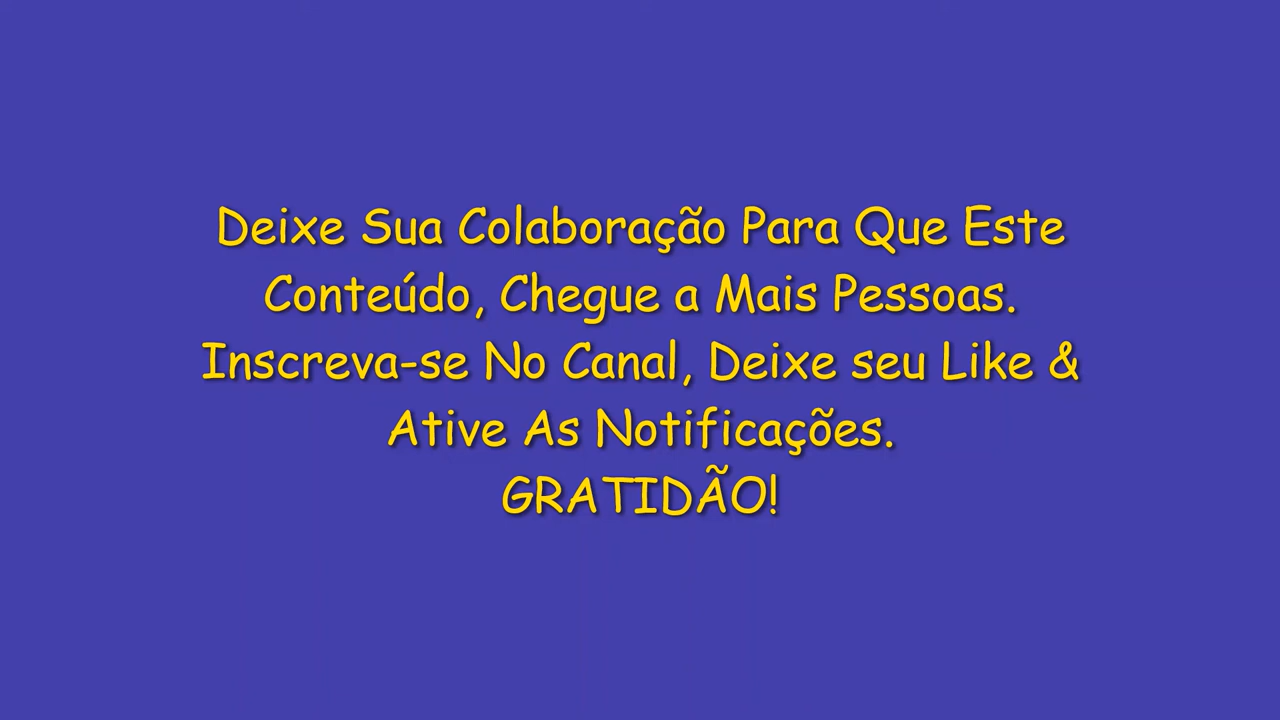 Deixe Sua Colaboração Para Que Este
Conteúdo, Chegue a Mais Pessoas.
Inscreva-se No Canal, Deixe seu Like &
Ative As Notificações.
GRATIDÃO!